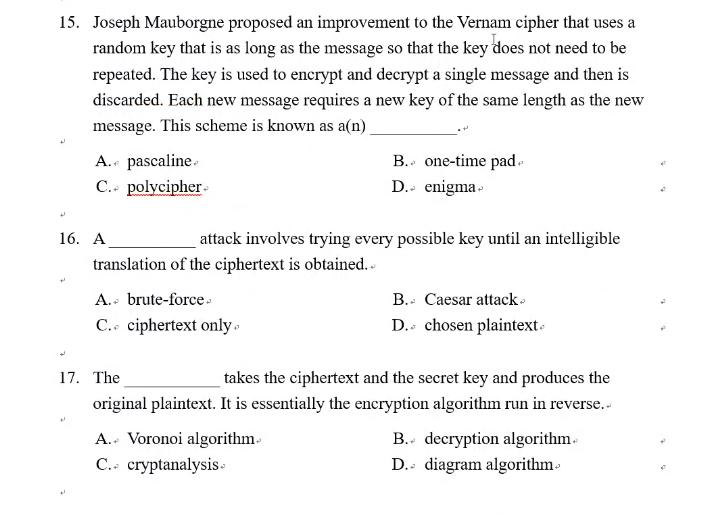 15. Joseph Mauborgne proposed an improvement to the Vernam cipher that uses a
random key that is as long as the message so that the key does not need to be
repeated. The key is used to encrypt and decrypt a single message and then is
discarded. Each new message requires a new key of the same length as the new
message. This scheme is known as a(n) __________.
A. pascaline B. one-time pad
C. polycipher D. enigma
16. A __________ attack involves trying every possible key until an intelligible
translation of the ciphertext is obtained.
A. brute-force B. Caesar attack
C. ciphertext only D. chosen plaintext
17. The ___________ takes the ciphertext and the secret key and produces the
original plaintext. It is essentially the encryption algorithm run in reverse.
A. Voronoi algorithm B. decryption algorithm
C. cryptanalysis D. diagram algorithm